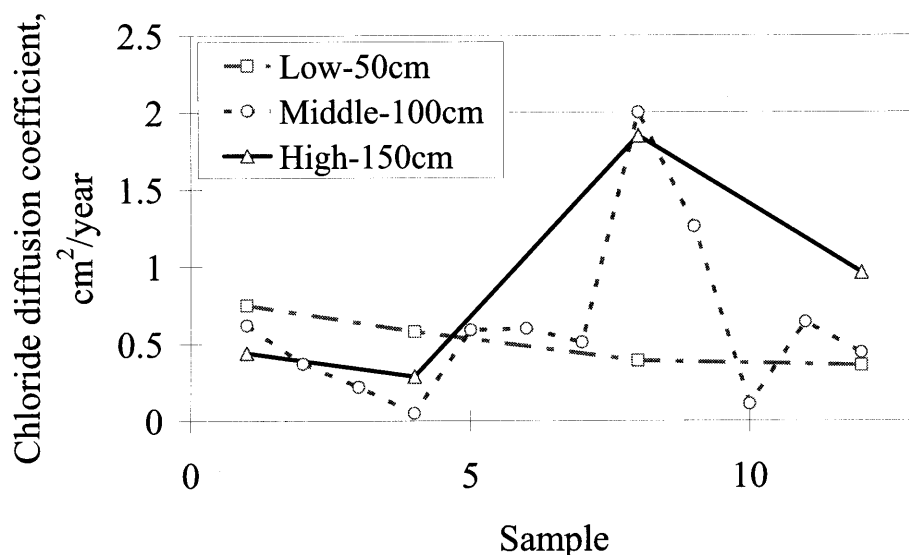 Chloride diffusion coefficient,
cm²/year
2.5
2
1.5
1
0.5
0
Low-50cm
Middle-100cm
High-150cm
0 5 10
Sample